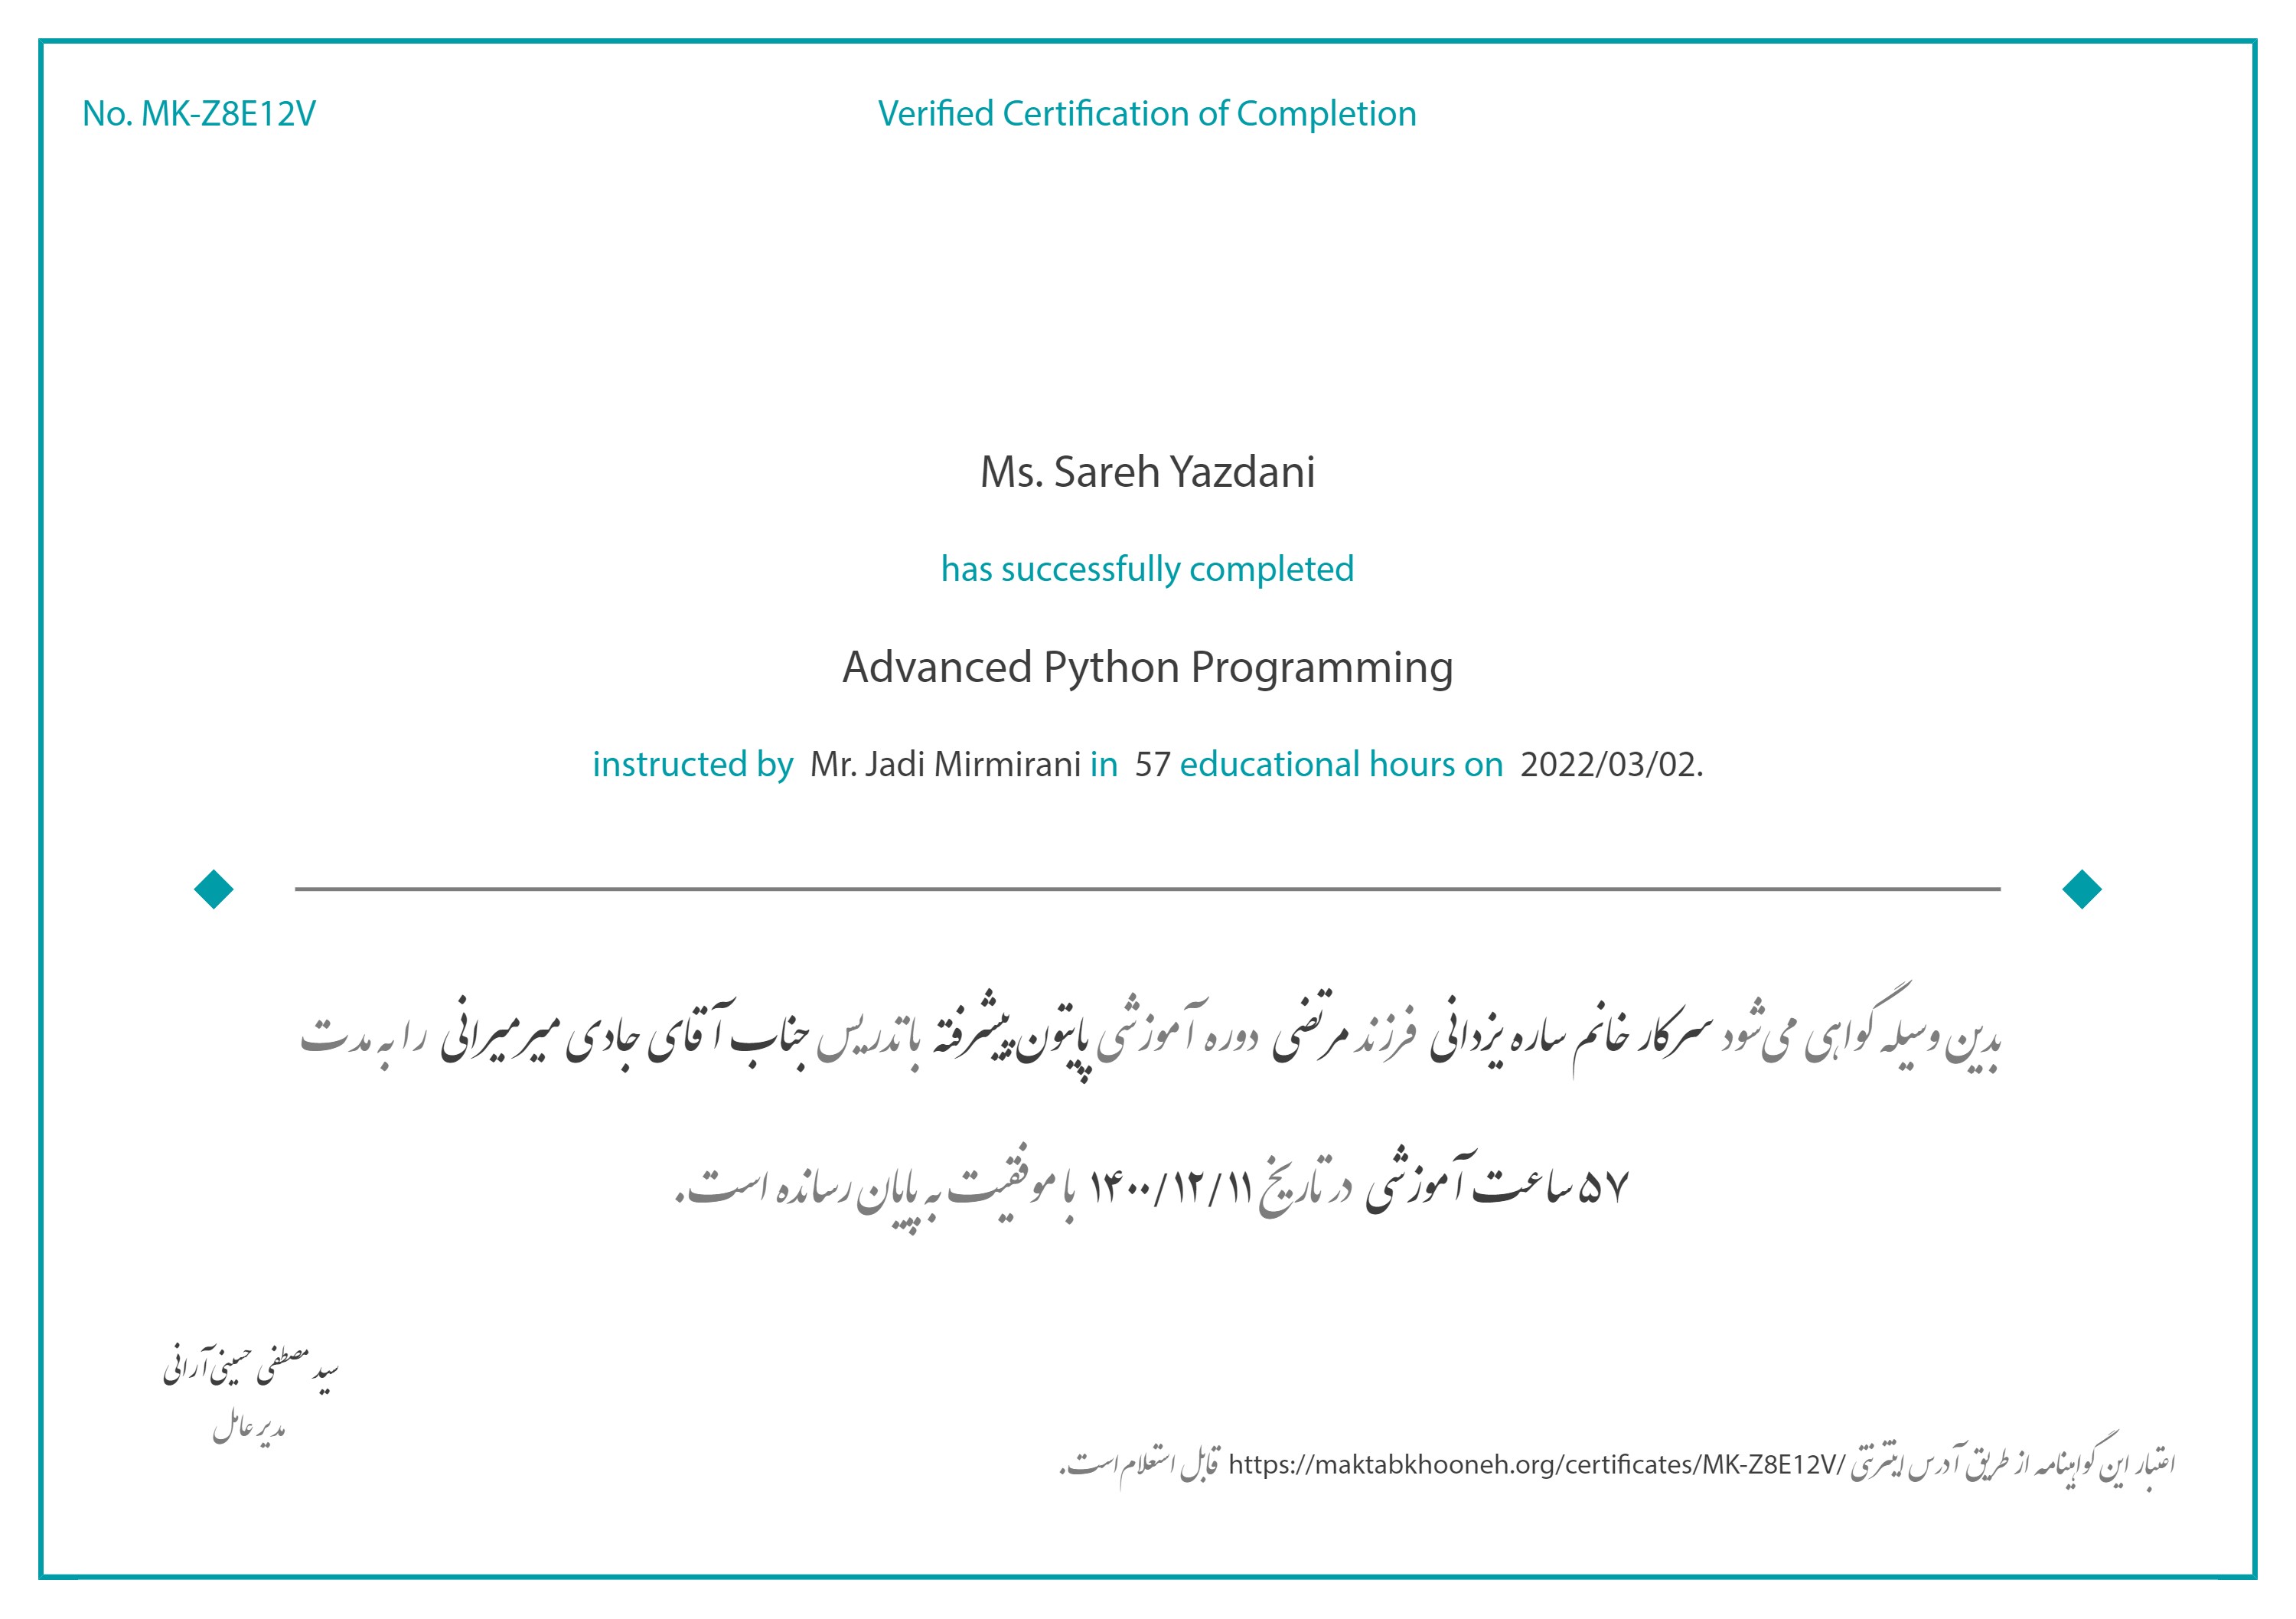 No. MK-Z8E12V
Verified Certification of Completion
Ms. Sareh Yazdani
has successfully completed
Advanced Python Programming
instructed by Mr. Jadi Mirmirani in 57 educational hours on 2022/03/02.
بدین وسیله گواهی می‌شود سرکار خانم ساره یزدانی فرزند مرتضی دوره آموزشی پایتون پیشرفته با تدریس جناب آقای جادی میرمیرانی را به مدت
۵۷ ساعت آموزشی در تاریخ ۱۴۰۰/۱۲/۱۱ با موفقیت به پایان رسانده است.
سید مصطفی حسینی آرانی
مدیر عامل
اعتبار این گواهینامه از طریق آدرس اینترنتی https://maktabkhooneh.org/certificates/MK-Z8E12V/ قابل استعلام است.